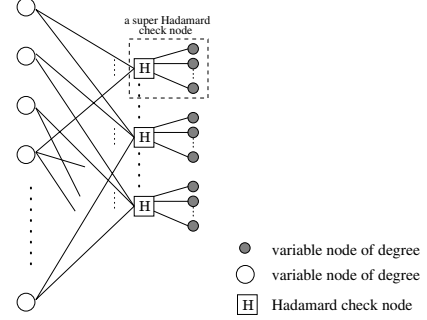 a super Hadamard
check node
H
H
H
variable node of degree
variable node of degree
H Hadamard check node